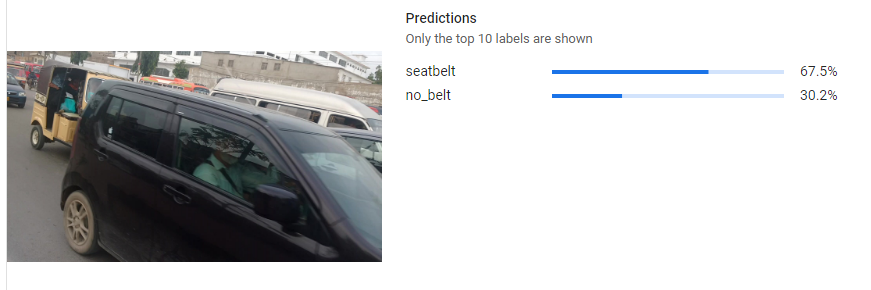 Predictions
Only the top 10 labels are shown
seatbelt 67.5%
no_belt 30.2%